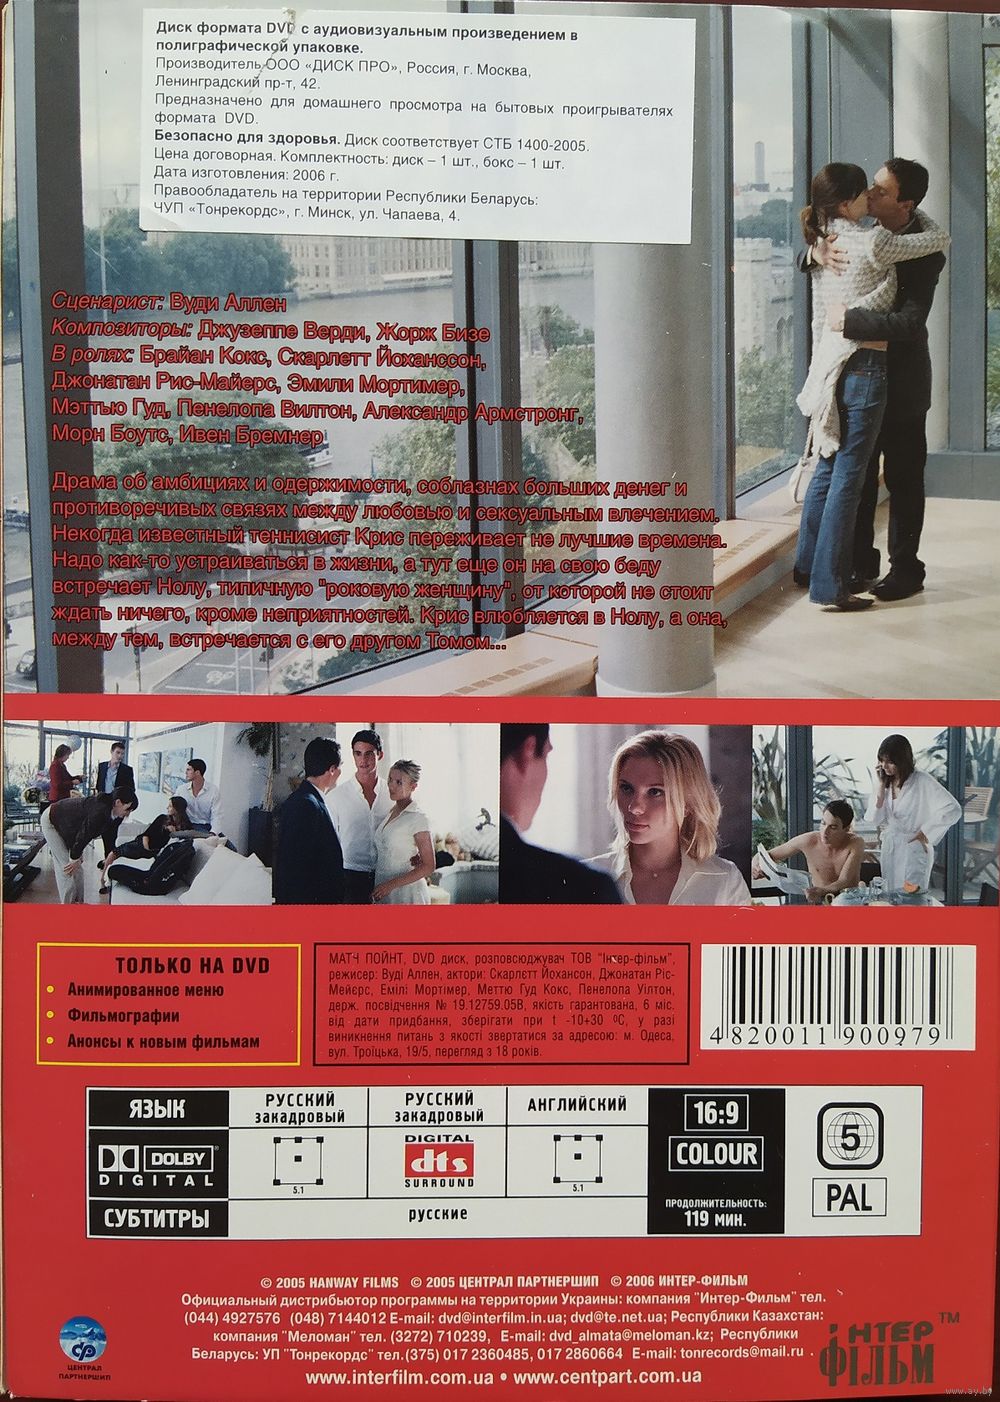 Диск формата DVD с аудиовизуальным произведением в
полиграфической упаковке.
Производитель ООО «ДИСК ПРО», Россия, г. Москва,
Ленинградский пр-т, 42.
Предназначено для домашнего просмотра на бытовых проигрывателях
формата DVD.
Безопасно для здоровья. Диск соответствует СТБ 1400-2005.
Цена договорная. Комплектность: диск – 1 шт., бокс – 1 шт.
Дата изготовления: 2006 г.
Правообладатель на территории Республики Беларусь:
ЧУП «Тонрекордс», г. Минск, ул. Чапаева, 4.
Сценарист: Вуди Аллен
Композиторы: Джузеппе Верди, Жорж Бизе
В ролях: Брайан Кокс, Скарлетт Йоханссон,
Джонатан Рис-Майерс, Эмили Мортимер,
Мэттью Гуд, Пенелопа Вилтон, Александр Армстронг,
Морн Боутс, Ивен Бремнер
Драма об амбициях и одержимости, соблазнах больших денег и
противоречивых связях между любовью и сексуальным влечением.
Некогда известный теннисист Крис переживает не лучшие времена.
Надо как-то устраиваться в жизни, а тут еще он на свою беду
встречает Нолу, типичную "роковую женщину", от которой не стоит
ждать ничего, кроме неприятностей. Крис влюбляется в Нолу, а она,
между тем, встречается с его другом Томом...
ТОЛЬКО НА DVD
Анимированное меню
Фильмографии
Анонсы к новым фильмам
МАТЧ ПОЙНТ, DVD диск, розповсюджувач ТОВ "Інтер-фільм",
режисер: Вуді Аллен, актори: Скарлєтт Йохансон, Джонатан Ріс-
Мейєрс, Емілі Мортімер, Меттю Гуд Кокс, Пенелопа Уілтон,
держ. посвідчення № 19.12759.05В, якість гарантована, 6 міс.
від дати придбання, зберігати при t -10+30 ºC, у разі
виникнення питань з якості звертатися за адресою: м. Одеса,
вул. Троїцька, 19/5, перегляд з 18 років.
4 820011 900979
ЯЗЫК
РУССКИЙ
закадровый
РУССКИЙ
закадровый
АНГЛИЙСКИЙ
DOLBY
DIGITAL
5.1
DIGITAL
dts
SURROUND
5.1
СУБТИТРЫ
русские
16:9
COLOUR
ПРОДОЛЖИТЕЛЬНОСТЬ:
119 МИН.
5
PAL
© 2005 HANWAY FILMS © 2005 ЦЕНТРАЛ ПАРТНЕРШИП © 2006 ИНТЕР-ФИЛЬМ
Официальный дистрибьютор программы на территории Украины: компания "Интер-Фильм" тел.
(044) 4927576 (048) 7144012 E-mail: dvd@interfilm.in.ua; dvd@te.net.ua; Республики Казахстан:
компания "Меломан" тел. (3272) 710239, E-mail: dvd_almata@meloman.kz; Республики
Беларусь: УП "Тонрекордс" тел.(375) 017 2360485, 017 2860664 E-mail: tonrecords@mail.ru
www.interfilm.com.ua • www.centpart.com.ua
ЦЕНТРАЛ
ПАРТНЕРШИП
ІНТЕР
ФІЛЬМ
TM
www.ay.by